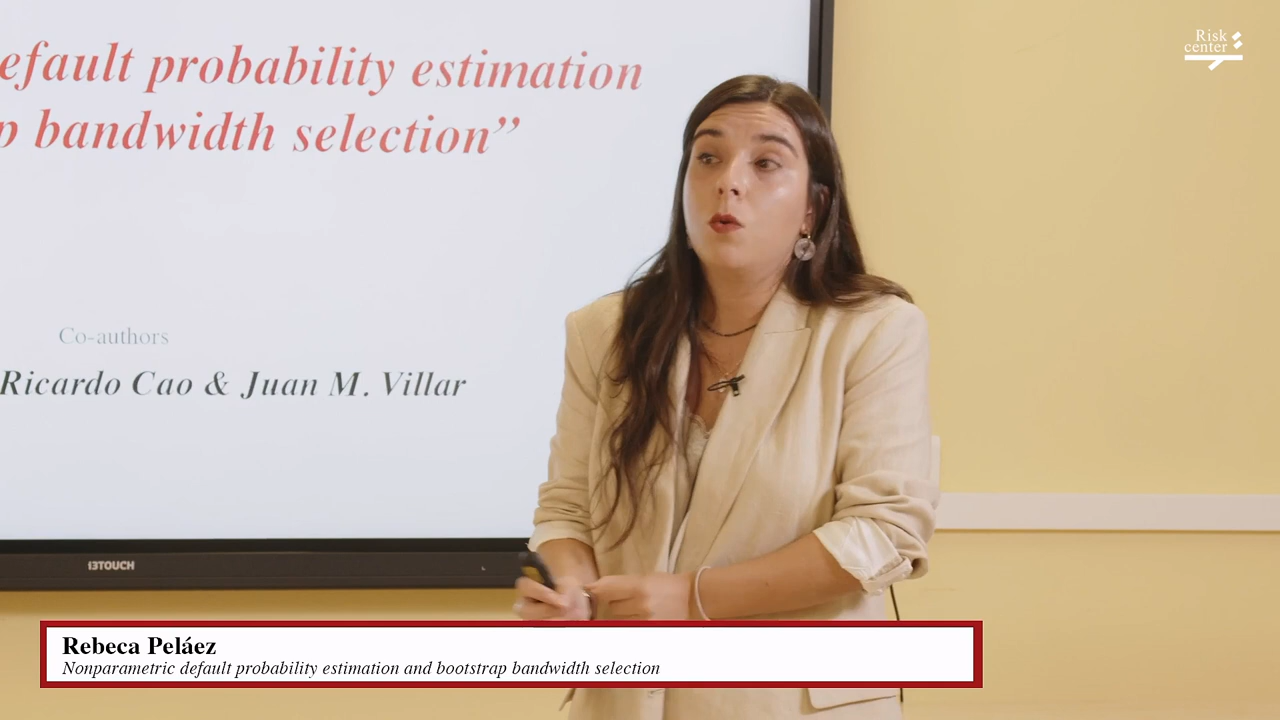 efault probability estimation
p bandwidth selection”
Co-authors
Ricardo Cao & Juan M. Villar
Risk
center
i3TOUCH
Rebeca Peláez
Nonparametric default probability estimation and bootstrap bandwidth selection